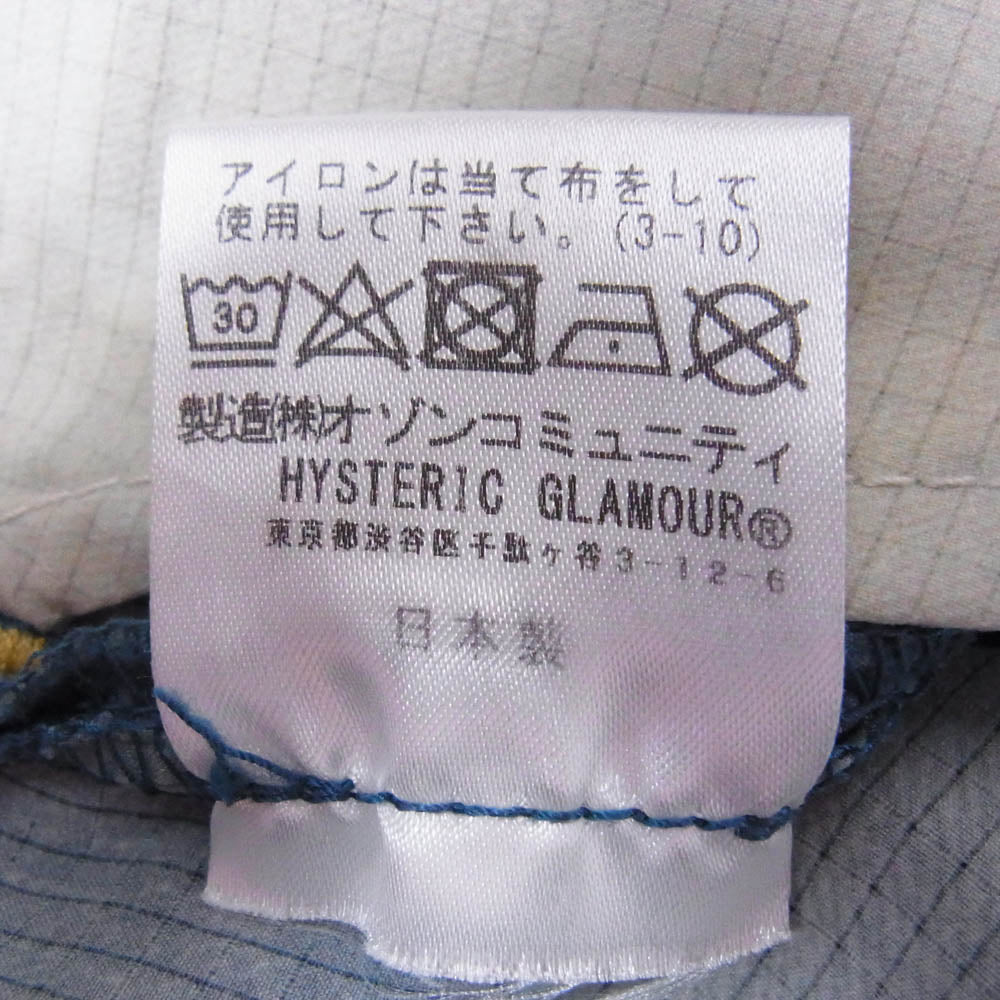 アイロンは当て布をして
使用して下さい。(3-10)
30
製造(株)オゾンコミュニティ
HYSTERIC GLAMOUR®
東京都渋谷区千駄ヶ谷3-12-6
日本製